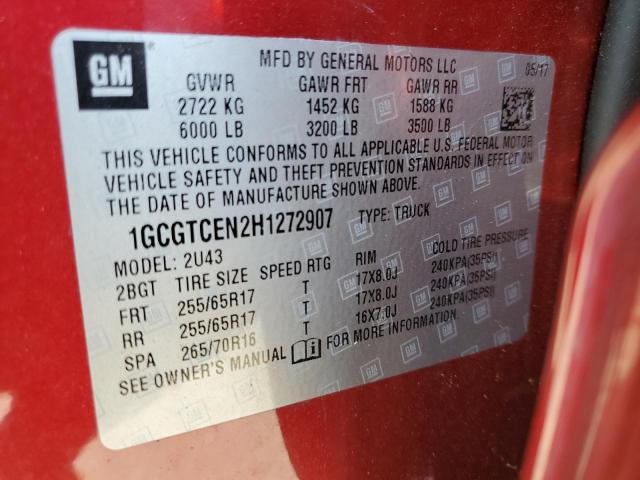 GM
MFD BY GENERAL MOTORS LLC
05/17
GVWR GAWR FRT GAWR RR
2722 KG 1452 KG 1588 KG
6000 LB 3200 LB 3500 LB
THIS VEHICLE CONFORMS TO ALL APPLICABLE U.S. FEDERAL MOTOR
VEHICLE SAFETY AND THEFT PREVENTION STANDARDS IN EFFECT ON
THE DATE OF MANUFACTURE SHOWN ABOVE.
1GCGTCEN2H1272907 TYPE: TRUCK
MODEL: 2U43
2BGT TIRE SIZE SPEED RTG RIM COLD TIRE PRESSURE
FRT 255/65R17 T 17X8.0J 240KPA(35PSI)
RR 255/65R17 T 17X8.0J 240KPA(35PSI)
SPA 265/70R16 T 16X7.0J 240KPA(35PSI)
SEE OWNER'S MANUAL FOR MORE INFORMATION.